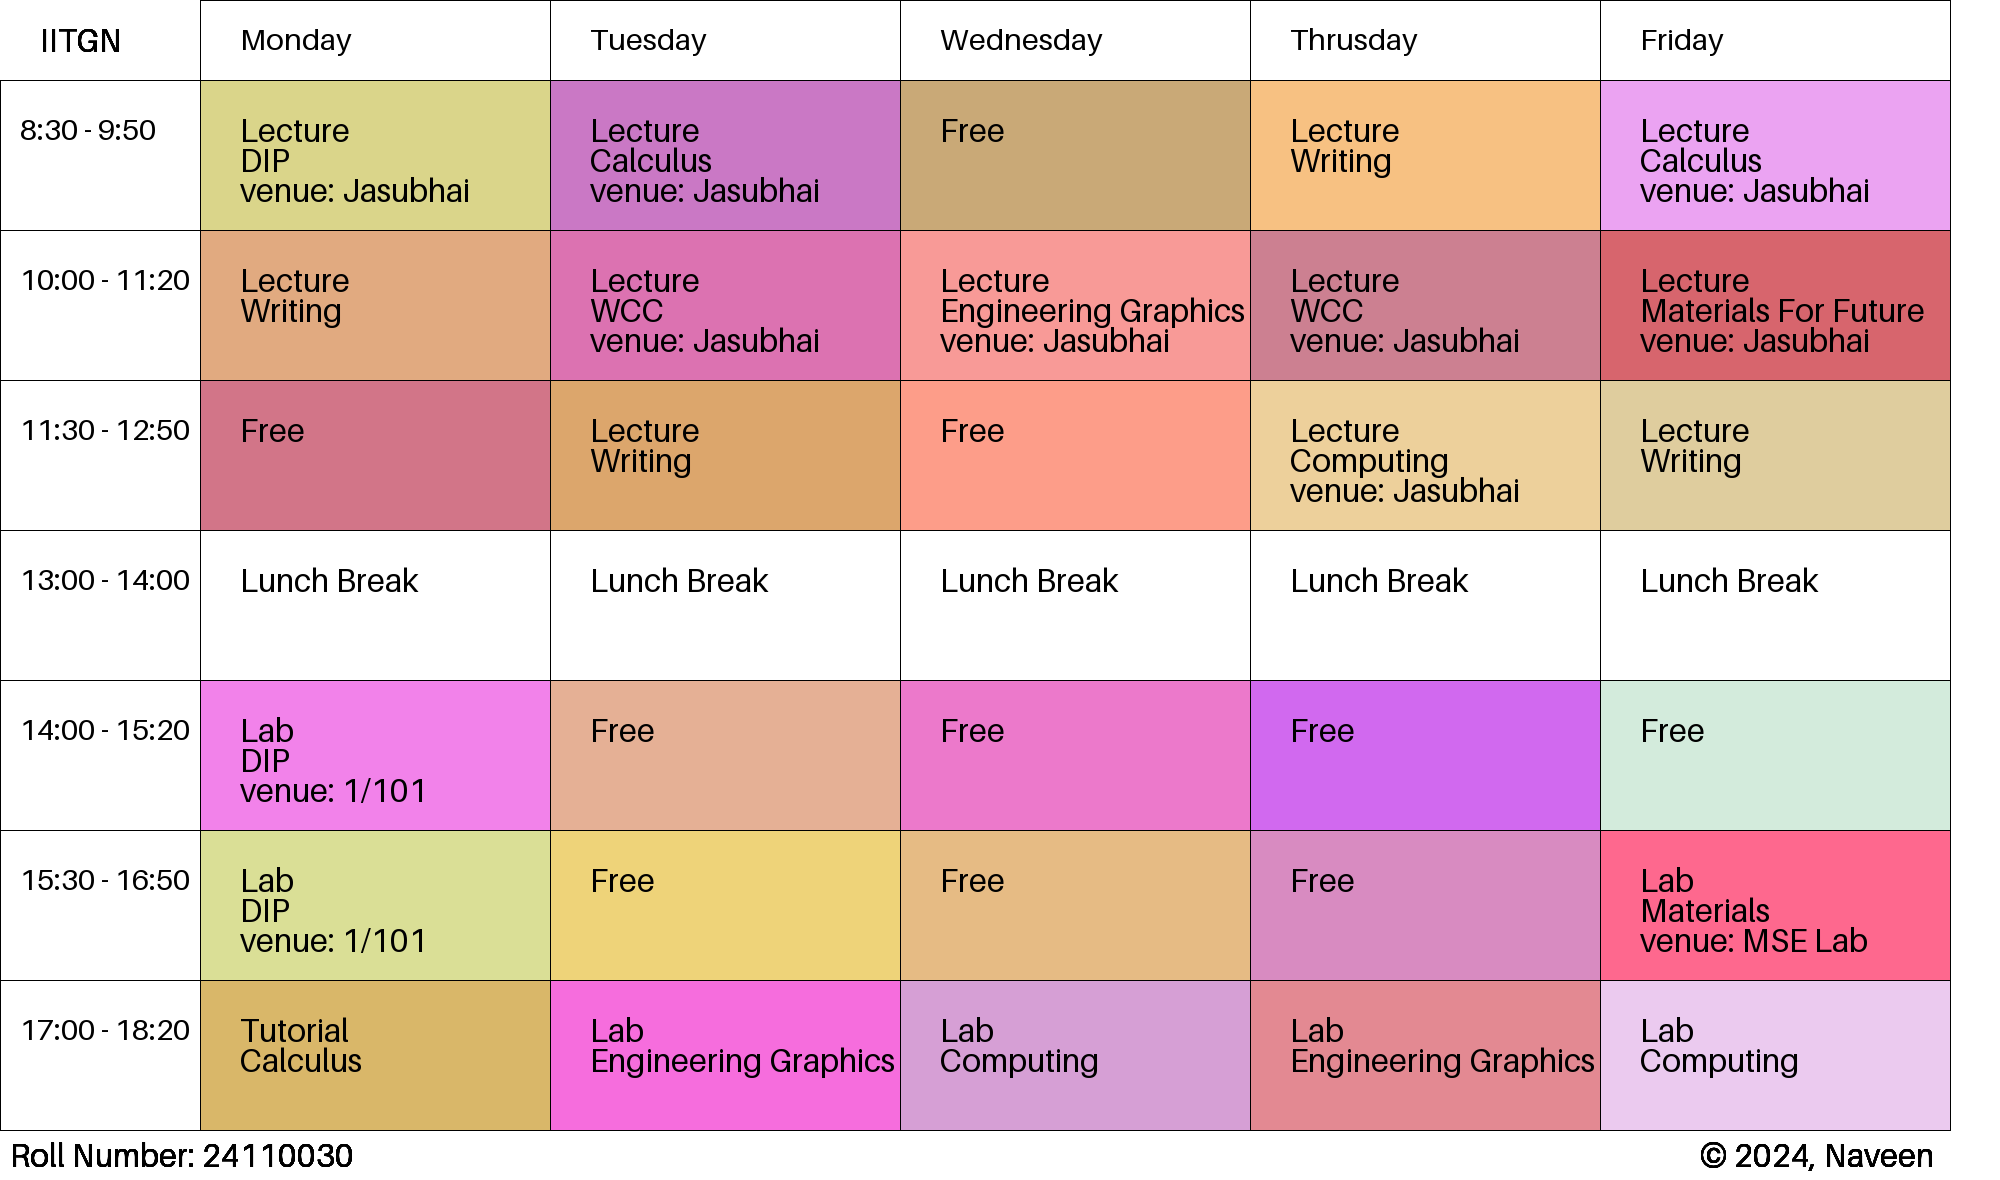 IITGN
Monday
Tuesday
Wednesday
Thrusday
Friday
8:30 - 9:50
Lecture
DIP
venue: Jasubhai
Lecture
Calculus
venue: Jasubhai
Free
Lecture
Writing
Lecture
Calculus
venue: Jasubhai
10:00 - 11:20
Lecture
Writing
Lecture
WCC
venue: Jasubhai
Lecture
Engineering Graphics
venue: Jasubhai
Lecture
WCC
venue: Jasubhai
Lecture
Materials For Future
venue: Jasubhai
11:30 - 12:50
Free
Lecture
Writing
Free
Lecture
Computing
venue: Jasubhai
Lecture
Writing
13:00 - 14:00
Lunch Break
Lunch Break
Lunch Break
Lunch Break
Lunch Break
14:00 - 15:20
Lab
DIP
venue: 1/101
Free
Free
Free
Free
15:30 - 16:50
Lab
DIP
venue: 1/101
Free
Free
Free
Lab
Materials
venue: MSE Lab
17:00 - 18:20
Tutorial
Calculus
Lab
Engineering Graphics
Lab
Computing
Lab
Engineering Graphics
Lab
Computing
Roll Number: 24110030
© 2024, Naveen